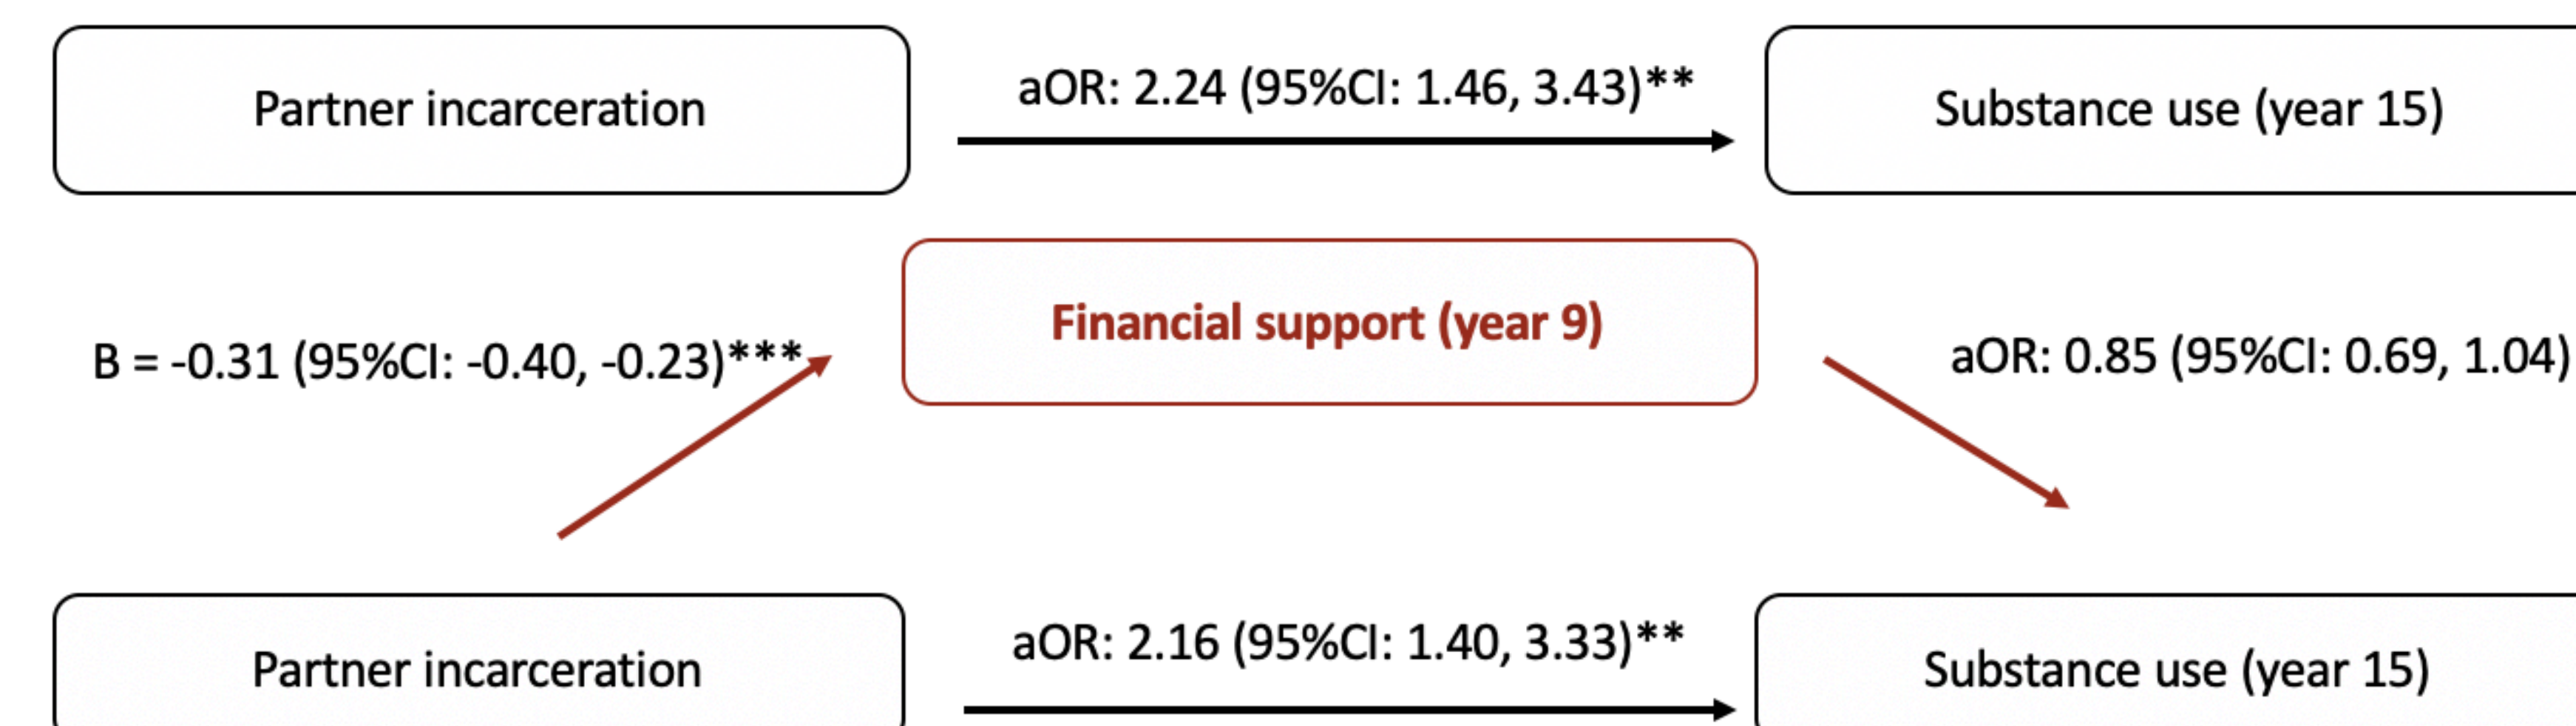 Partner incarceration
aOR: 2.24 (95%CI: 1.46, 3.43)**
Substance use (year 15)
Financial support (year 9)
B = -0.31 (95%CI: -0.40, -0.23)***
aOR: 0.85 (95%CI: 0.69, 1.04)
Partner incarceration
aOR: 2.16 (95%CI: 1.40, 3.33)**
Substance use (year 15)